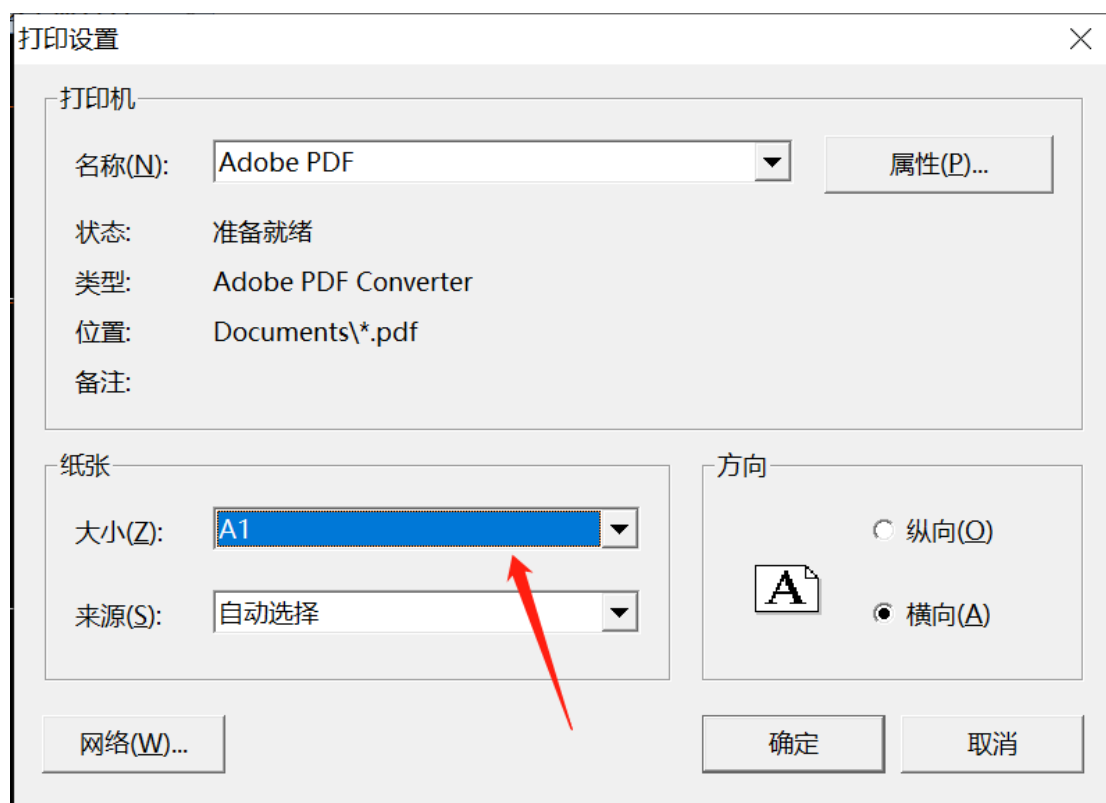 打印设置
打印机
名称(N): Adobe PDF 属性(P)...
状态: 准备就绪
类型: Adobe PDF Converter
位置: Documents\*.pdf
备注:
纸张
大小(Z): A1
来源(S): 自动选择
方向
A
纵向(O)
横向(A)
网络(W)... 确定 取消